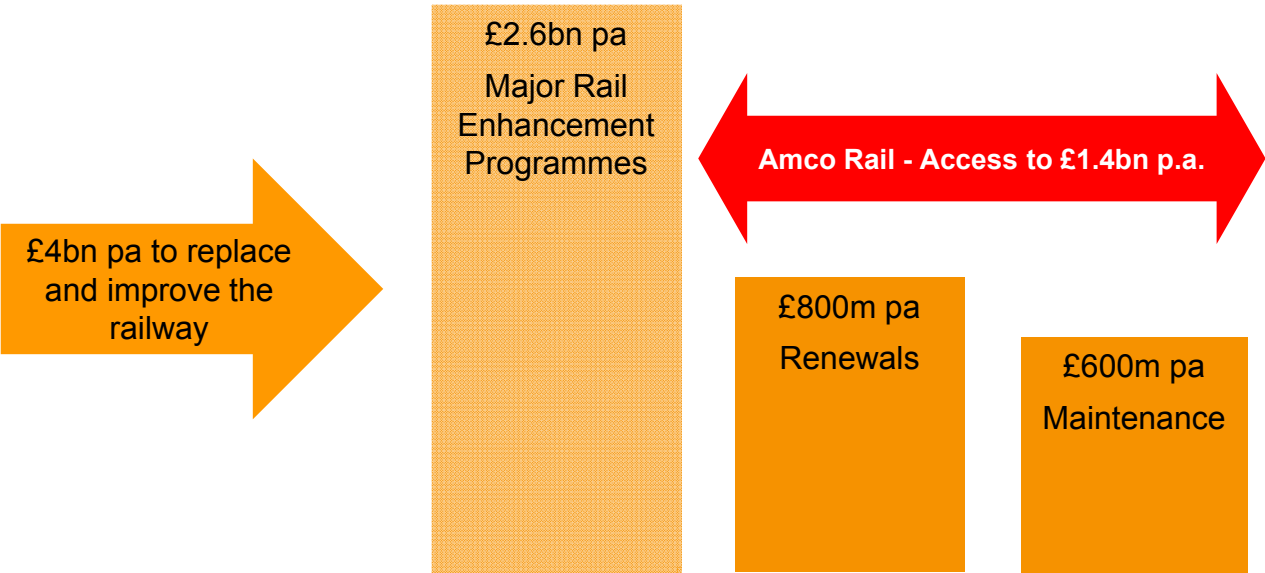 £4bn pa to replace
and improve the
railway
£2.6bn pa
Major Rail
Enhancement
Programmes
Amco Rail - Access to £1.4bn p.a.
£800m pa
Renewals
£600m pa
Maintenance